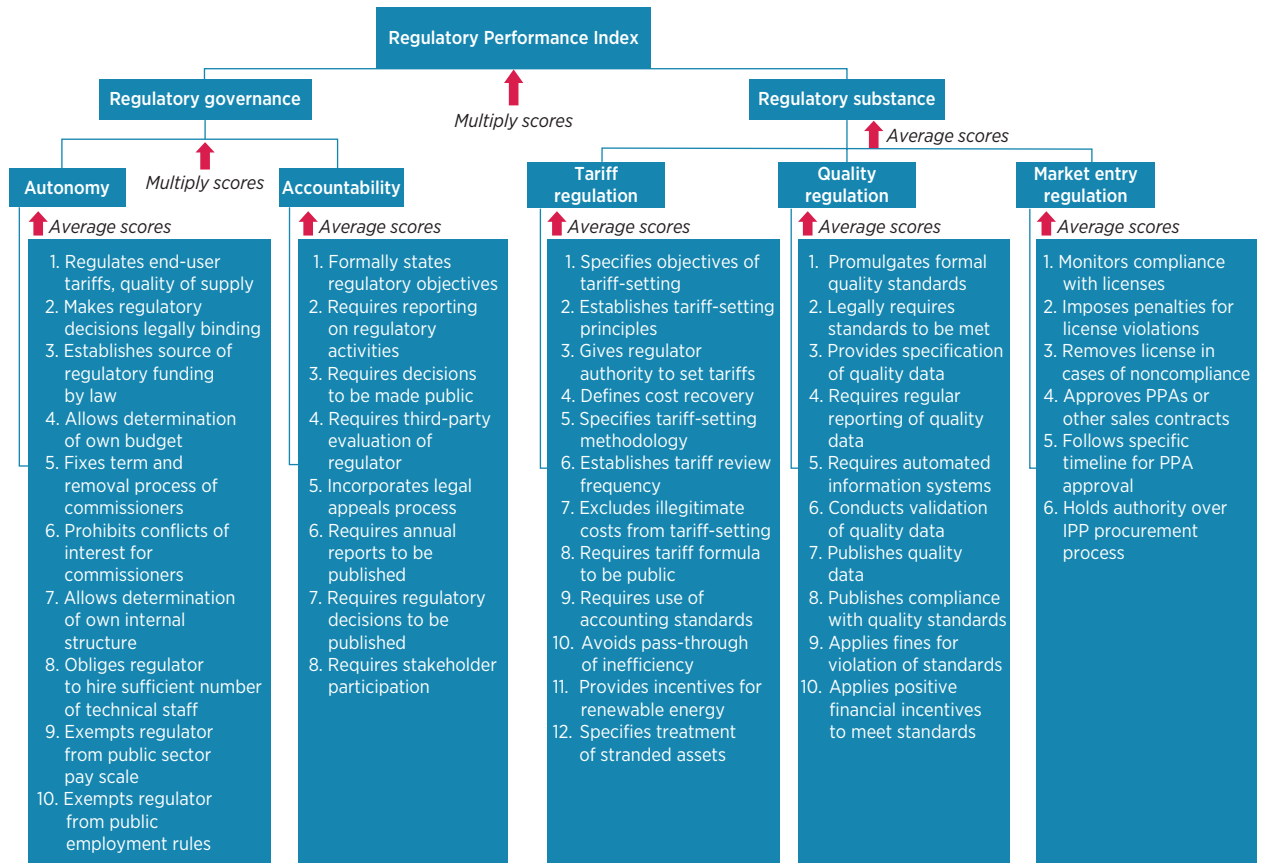 Regulatory Performance Index
Regulatory governance
Multiply scores
Regulatory substance
Multiply scores
Average scores
Autonomy
Accountability
Tariff
regulation
Quality
regulation
Market entry
regulation
Average scores
1. Regulates end-user
tariffs, quality of supply
2. Makes regulatory
decisions legally binding
3. Establishes source of
regulatory funding
by law
4. Allows determination
of own budget
5. Fixes term and
removal process of
commissioners
6. Prohibits conflicts of
interest for
commissioners
7. Allows determination
of own internal
structure
8. Obliges regulator
to hire sufficient number
of technical staff
9. Exempts regulator
from public sector
pay scale
10. Exempts regulator
from public
employment rules
Average scores
1. Formally states
regulatory objectives
2. Requires reporting
on regulatory
activities
3. Requires decisions
to be made public
4. Requires third-party
evaluation of
regulator
5. Incorporates legal
appeals process
6. Requires annual
reports to be
published
7. Requires regulatory
decisions to be
published
8. Requires stakeholder
participation
Average scores
1. Specifies objectives of
tariff-setting
2. Establishes tariff-setting
principles
3. Gives regulator
authority to set tariffs
4. Defines cost recovery
5. Specifies tariff-setting
methodology
6. Establishes tariff review
frequency
7. Excludes illegitimate
costs from tariff-setting
8. Requires tariff formula
to be public
9. Requires use of
accounting standards
10. Avoids pass-through
of inefficiency
11. Provides incentives for
renewable energy
12. Specifies treatment
of stranded assets
Average scores
1. Promulgates formal
quality standards
2. Legally requires
standards to be met
3. Provides specification
of quality data
4. Requires regular
reporting of quality
data
5. Requires automated
information systems
6. Conducts validation
of quality data
7. Publishes quality
data
8. Publishes compliance
with quality standards
9. Applies fines for
violation of standards
10. Applies positive
financial incentives
to meet standards
Average scores
1. Monitors compliance
with licenses
2. Imposes penalties for
license violations
3. Removes license in
cases of noncompliance
4. Approves PPAs or
other sales contracts
5. Follows specific
timeline for PPA
approval
6. Holds authority over
IPP procurement
process